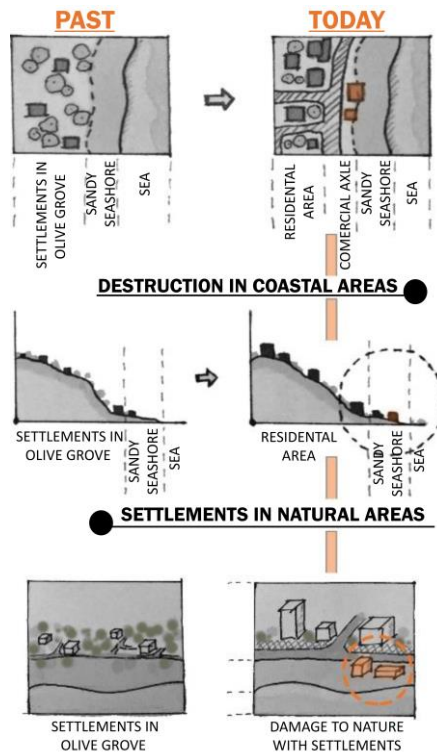 PAST
TODAY
SETTLEMENTS IN
OLIVE GROVE
SANDY
SEASHORE
SEA
RESIDENTAL
AREA
COMERCIAL AXLE
SANDY
SEASHORE
SEA
DESTRUCTION IN COASTAL AREAS
SETTLEMENTS IN
OLIVE GROVE
SANDY
SEASHORE
SEA
RESIDENTAL
AREA
SANDY
SEASHORE
SEA
SETTLEMENTS IN NATURAL AREAS
SETTLEMENTS IN
OLIVE GROVE
DAMAGE TO NATURE
WITH SETTLEMENTS